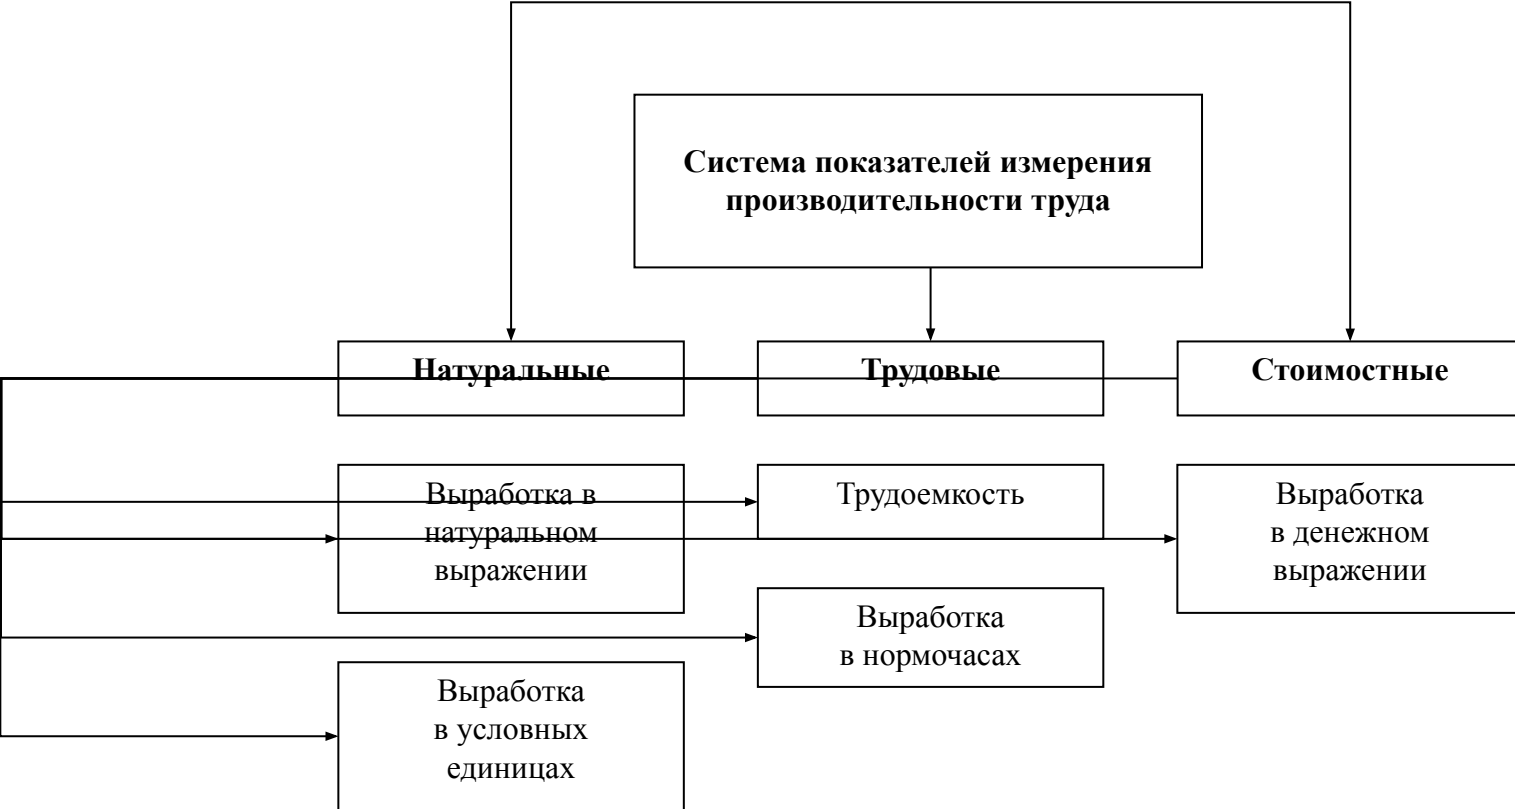 Система показателей измерения
производительности труда
Натуральные
Трудовые
Стоимостные
Выработка в
натуральном
выражении
Трудоемкость
Выработка
в денежном
выражении
Выработка
в нормочасах
Выработка
в условных
единицах